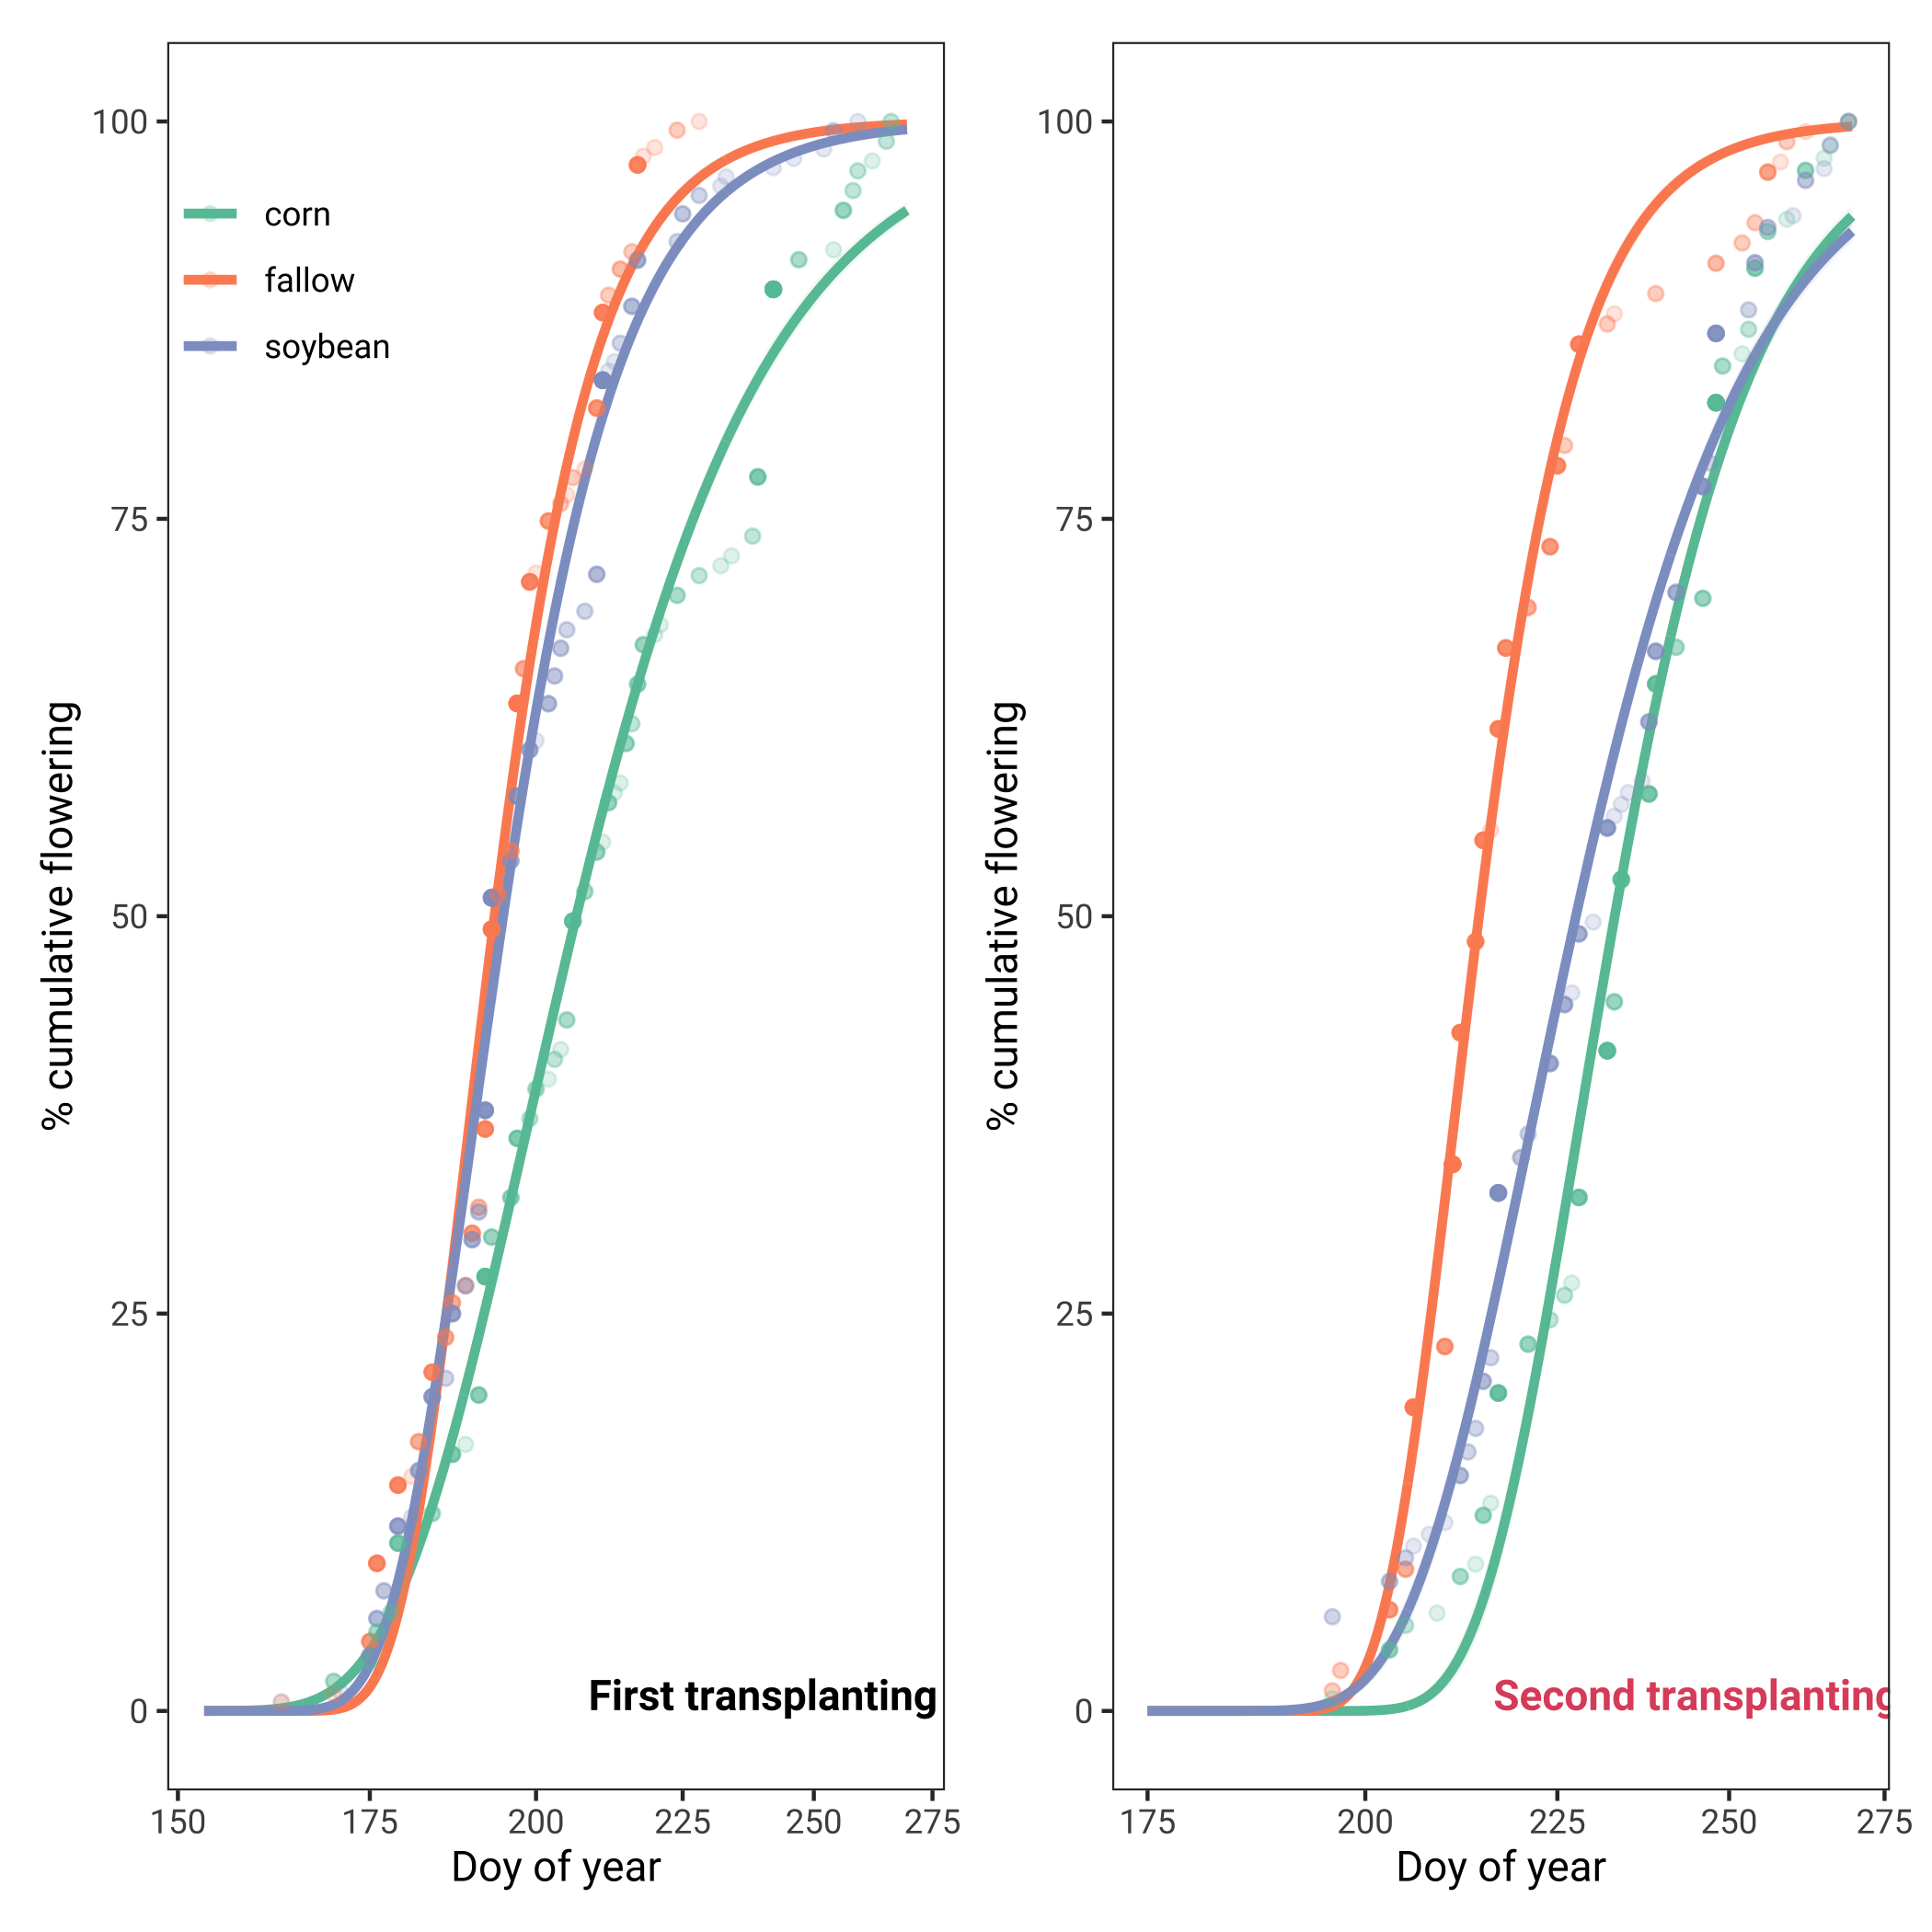 % cumulative flowering
100
75
50
25
0
corn
fallow
soybean
First transplanting
150 175 200 225 250 275
Doy of year
% cumulative flowering
100
75
50
25
0
Second transplanting
175 200 225 250 275
Doy of year